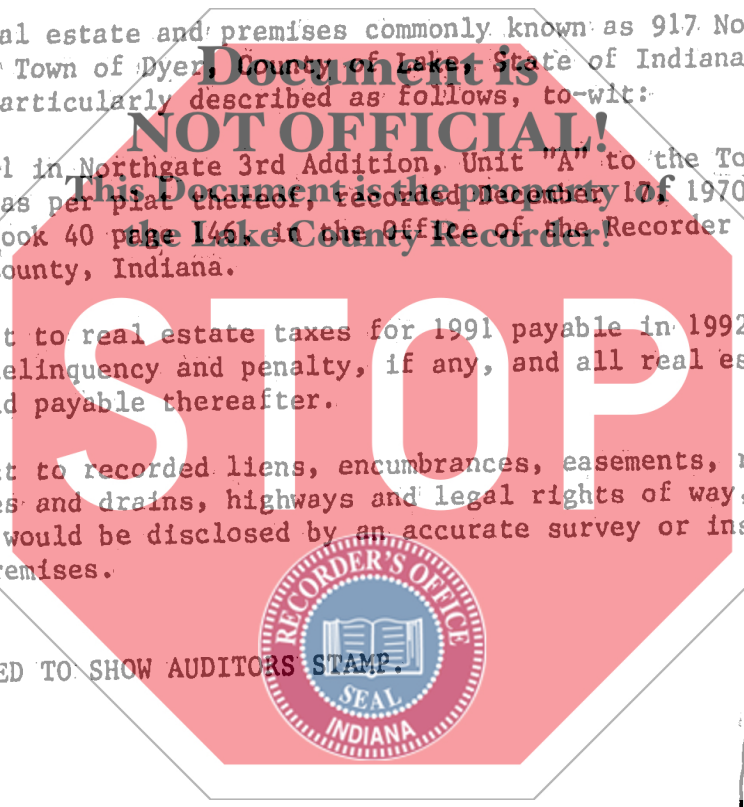 al estate and premises commonly known as 917 No
Town of Dyer, County of Lake, State of Indiana
articularly described as follows, to-wit:
Document is
NOT OFFICIAL!
This Document is the property of
the Lake County Recorder!
l in Northgate 3rd Addition, Unit "A" to the To
as per plat thereof, recorded December 17, 1970
ook 40 page 146, in the Office of the Recorder
ounty, Indiana.
STOP
t to real estate taxes for 1991 payable in 1992
elinquency and penalty, if any, and all real es
d payable thereafter.
t to recorded liens, encumbrances, easements, r
es and drains, highways and legal rights of way,
would be disclosed by an accurate survey or ins
remises.
RECORDER'S OFFICE
SEAL
INDIANA
ED TO SHOW AUDITORS STAMP.